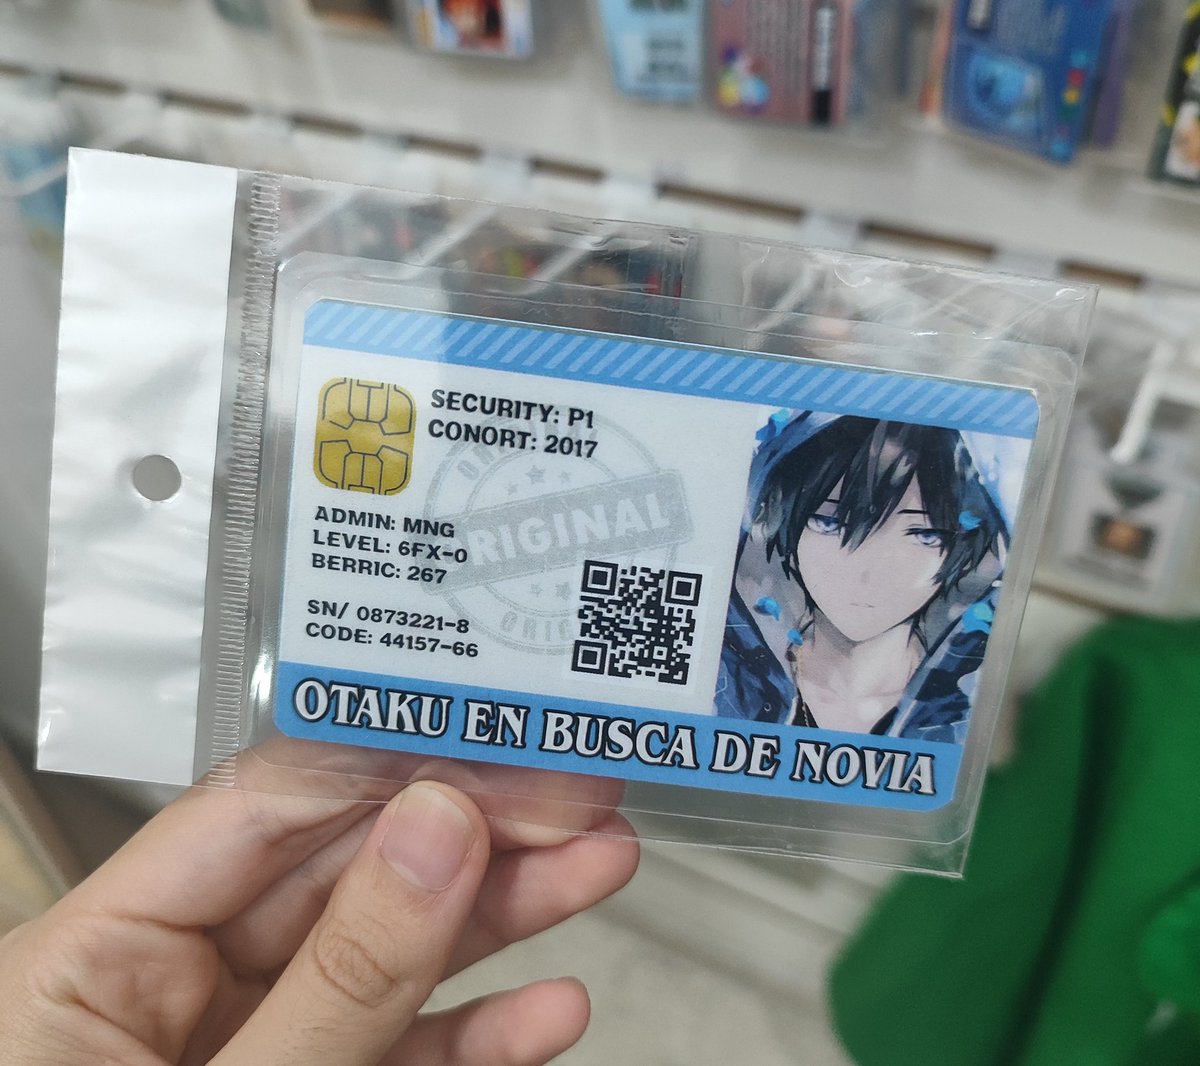 SECURITY: P1
CONORT: 2017
ADMIN: MNG
LEVEL: 6FX-0
BERRIC: 267
SN/ 0873221-8
CODE: 44157-66
ORIGINAL
OTAKU EN BUSCA DE NOVIA